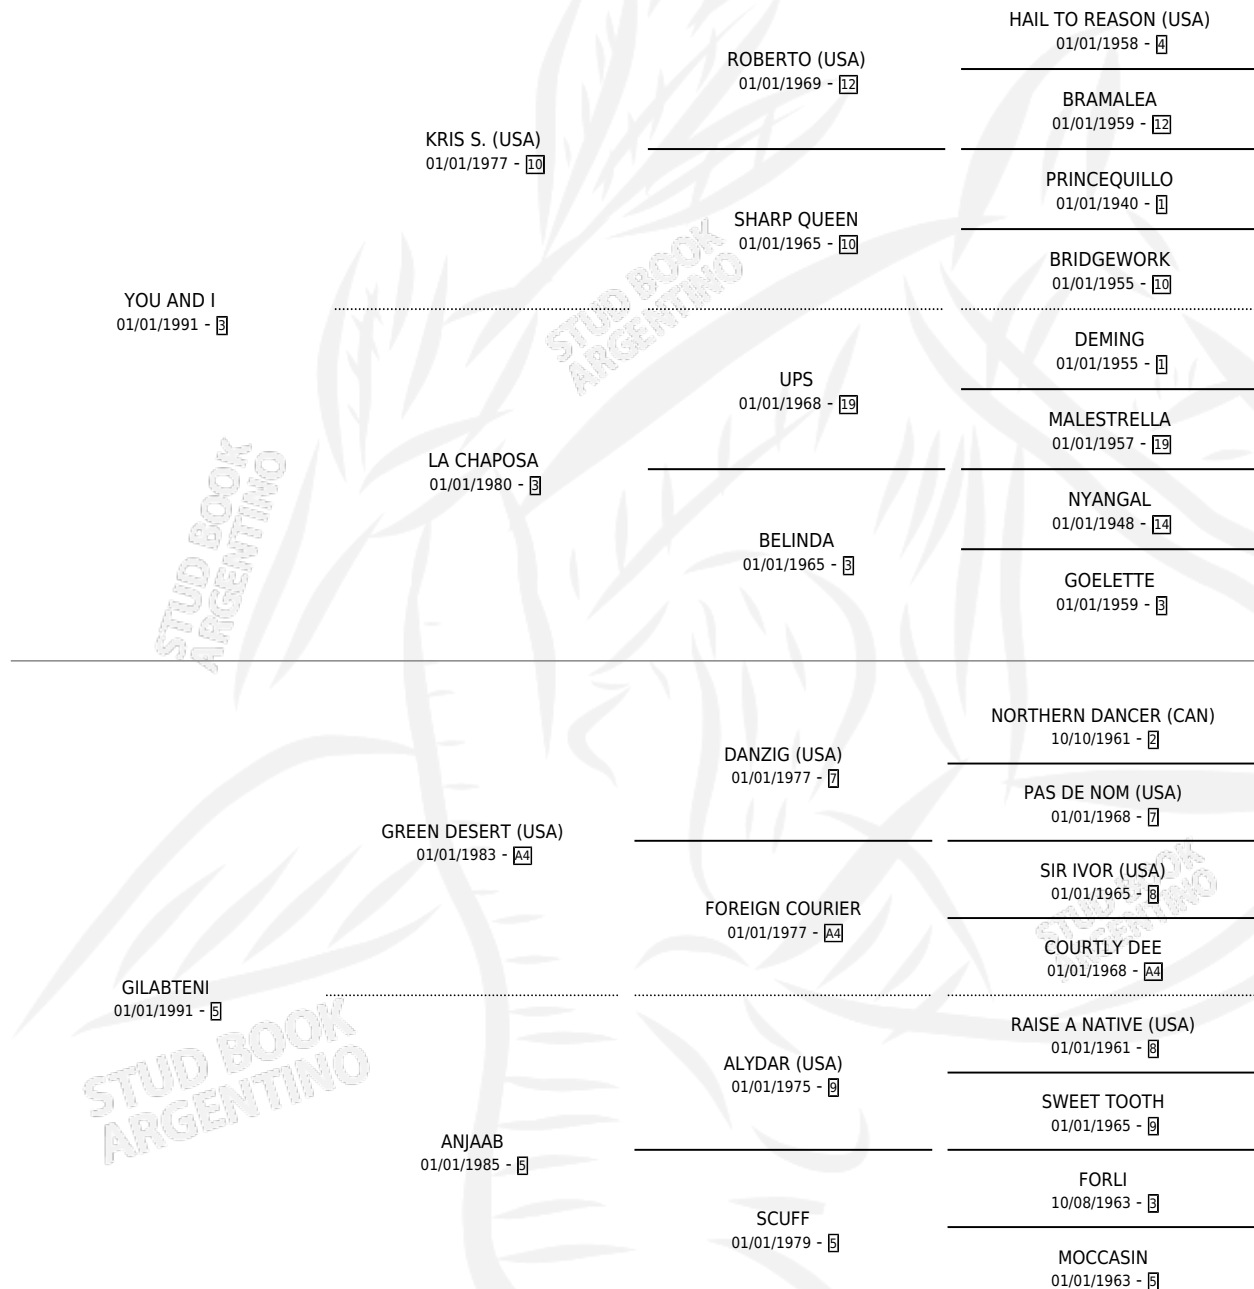 HAIL TO REASON (USA)
01/01/1958 - 4
ROBERTO (USA)
01/01/1969 - 12
BRAMALEA
01/01/1959 - 12
KRIS S. (USA)
01/01/1977 - 10
PRINCEQUILLO
01/01/1940 - 1
SHARP QUEEN
01/01/1965 - 10
BRIDGEWORK
01/01/1955 - 10
YOU AND I
01/01/1991 - 3
DEMING
01/01/1955 - 1
UPS
01/01/1968 - 19
MALESTRELLA
01/01/1957 - 19
LA CHAPOSA
01/01/1980 - 3
NYANGAL
01/01/1948 - 14
BELINDA
01/01/1965 - 3
GOELETTE
01/01/1959 - 3
STUD BOOK
ARGENTINO
STUD BOOK
ARGENTINO
NORTHERN DANCER (CAN)
10/10/1961 - 2
DANZIG (USA)
01/01/1977 - 7
PAS DE NOM (USA)
01/01/1968 - 7
GREEN DESERT (USA)
01/01/1983 - A4
SIR IVOR (USA)
01/01/1965 - 8
FOREIGN COURIER
01/01/1977 - A4
COURTLY DEE
01/01/1968 - A4
STUD BOOK
ARGENTINO
GILABTENI
01/01/1991 - 5
RAISE A NATIVE (USA)
01/01/1961 - 8
ALYDAR (USA)
01/01/1975 - 9
SWEET TOOTH
01/01/1965 - 9
STUD BOOK
ARGENTINO
ANJAAB
01/01/1985 - 5
FORLI
10/08/1963 - 3
SCUFF
01/01/1979 - 5
MOCCASIN
01/01/1963 - 5